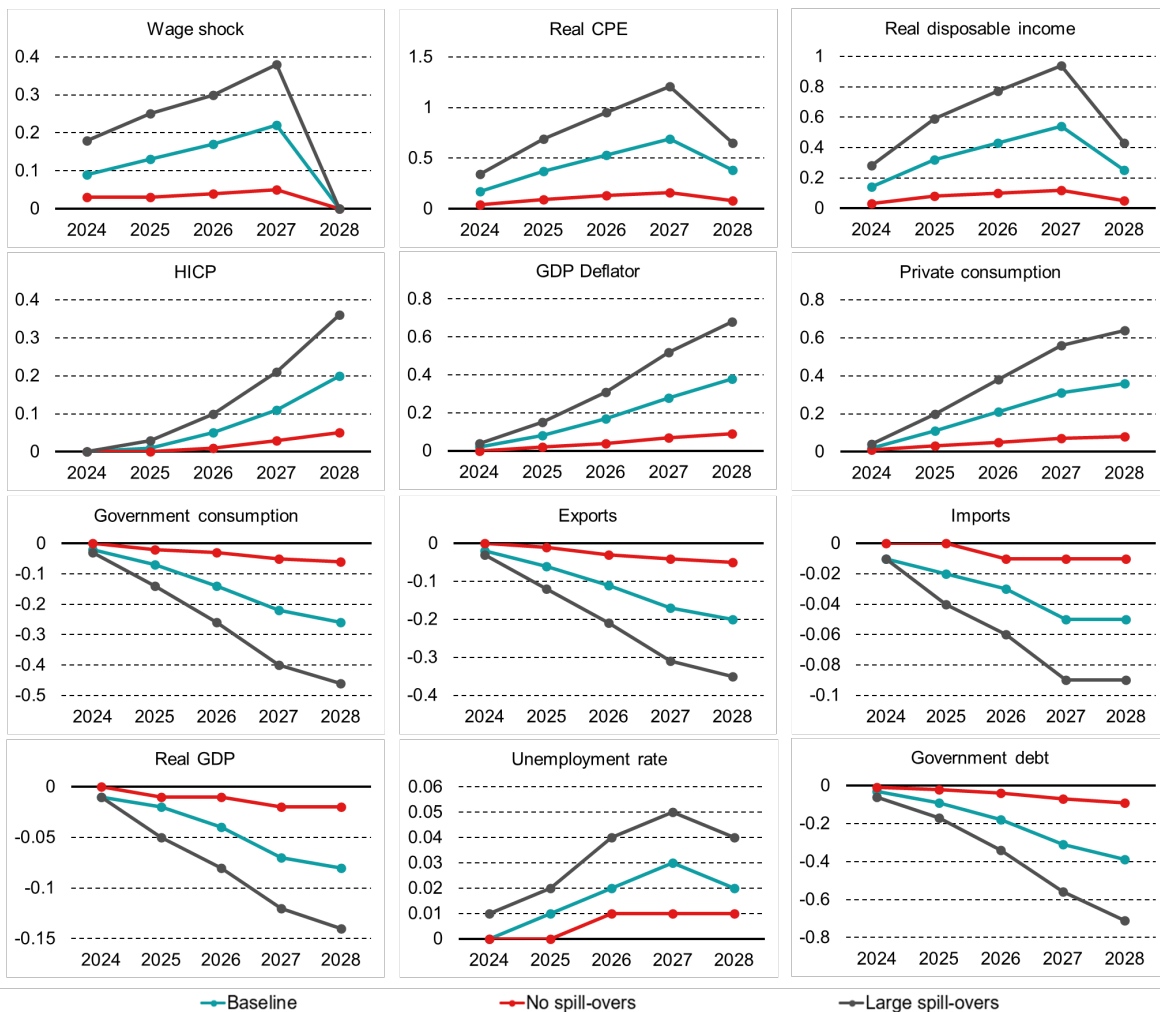 Wage shock
0.4
0.3
0.2
0.1
0
2024 2025 2026 2027 2028
Real CPE
1.5
1
0.5
0
2024 2025 2026 2027 2028
Real disposable income
1
0.8
0.6
0.4
0.2
0
2024 2025 2026 2027 2028
HICP
0.4
0.3
0.2
0.1
0
2024 2025 2026 2027 2028
GDP Deflator
0.8
0.6
0.4
0.2
0
2024 2025 2026 2027 2028
Private consumption
0.8
0.6
0.4
0.2
0
2024 2025 2026 2027 2028
Government consumption
0
-0.1
-0.2
-0.3
-0.4
-0.5
2024 2025 2026 2027 2028
Exports
0
-0.1
-0.2
-0.3
-0.4
2024 2025 2026 2027 2028
Imports
0
-0.02
-0.04
-0.06
-0.08
-0.1
2024 2025 2026 2027 2028
Real GDP
0
-0.05
-0.1
-0.15
2024 2025 2026 2027 2028
Unemployment rate
0.06
0.05
0.04
0.03
0.02
0.01
0
2024 2025 2026 2027 2028
Government debt
0
-0.2
-0.4
-0.6
-0.8
2024 2025 2026 2027 2028
Baseline No spill-overs Large spill-overs